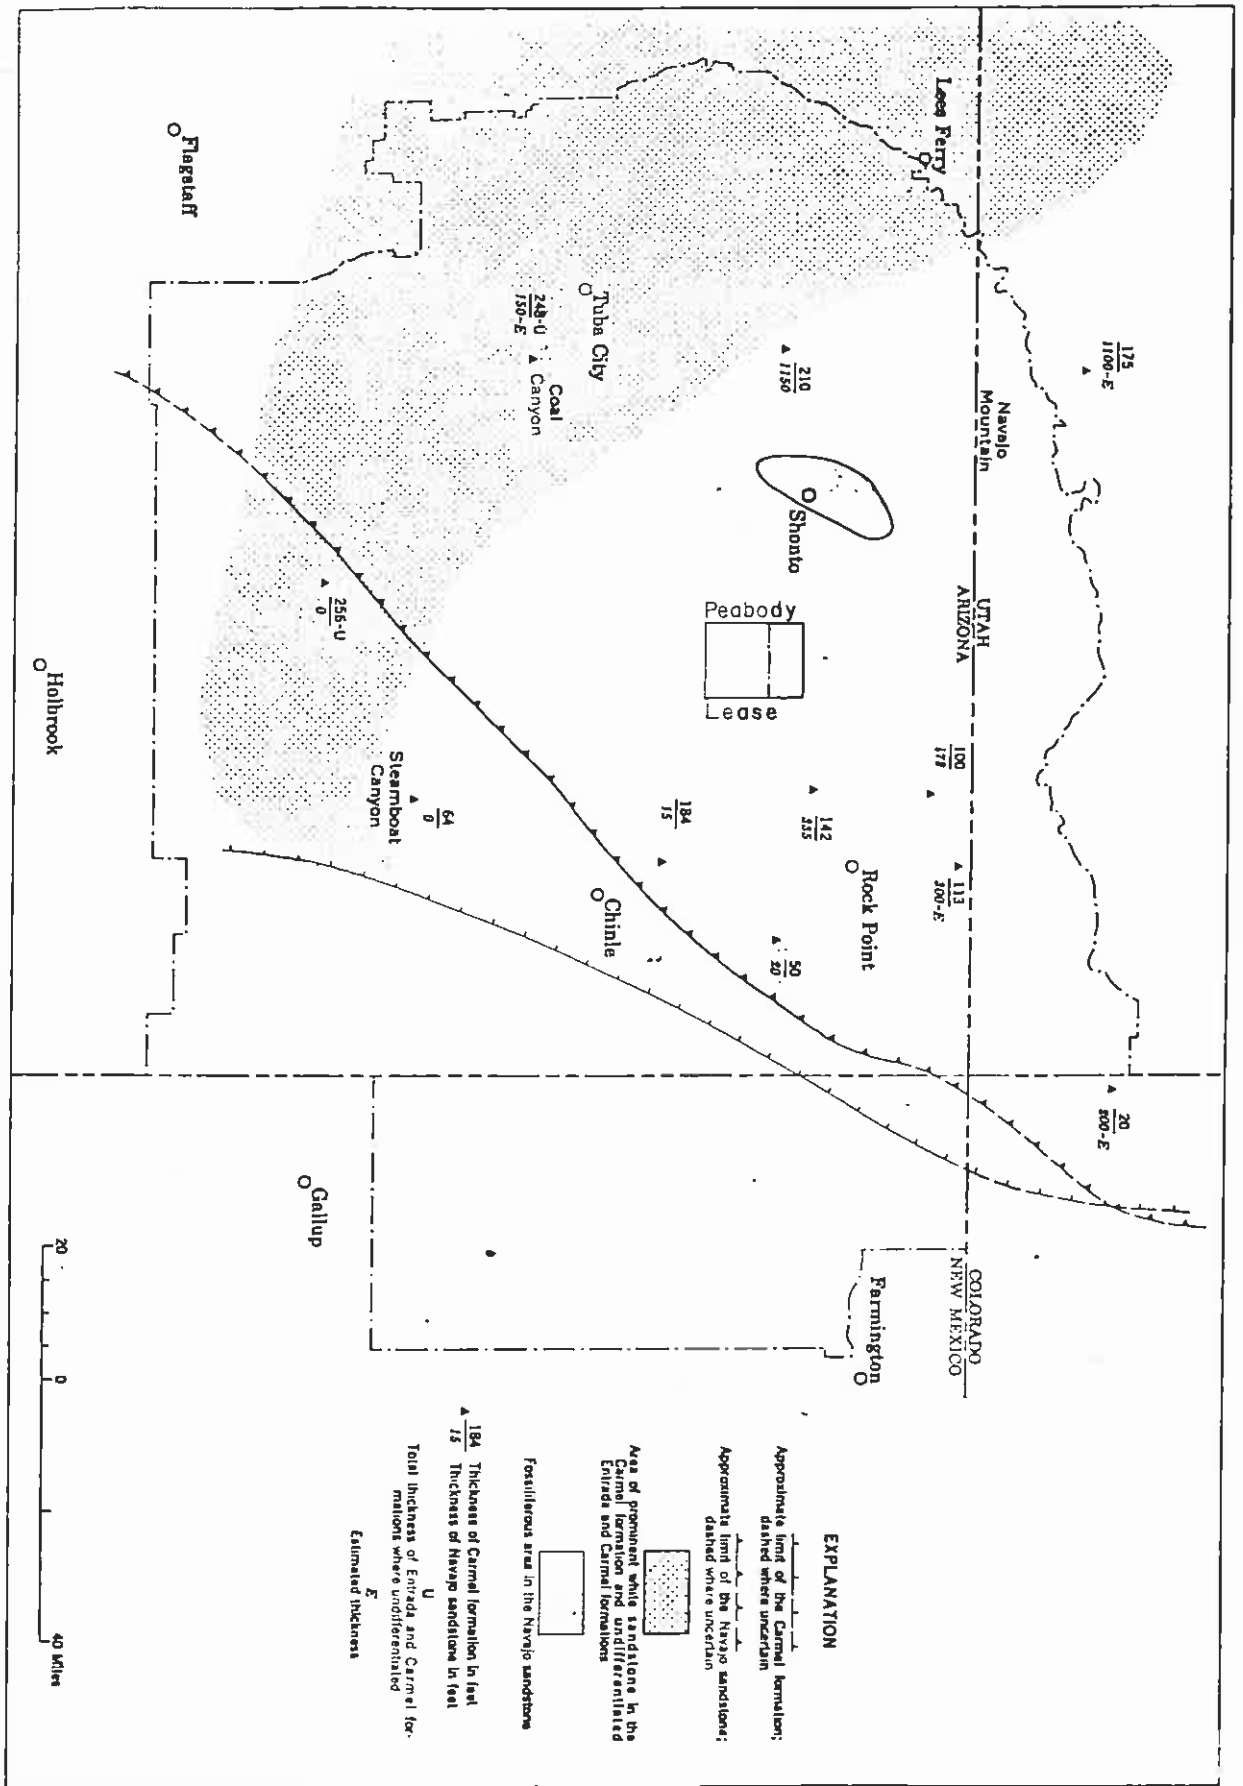 Lees Ferry
Flagstaff
175
1100-E
Navajo
Mountain
Tuba City
248-U
150-E
Coal
Canyon
210
1150
Shonto
UTAH
ARIZONA
Peabody
Lease
256-U
0
Holbrook
Steamboat
Canyon
64
0
184
15
100
178
142
355
113
300-E
Rock Point
Chinle
50
20
20
800-E
Gallup
Farmington
COLORADO
NEW MEXICO
20
0
40 Miles
EXPLANATION
Approximate limit of the Carmel formation;
dashed where uncertain
Approximate limit of the Navajo sandstone;
dashed where uncertain
Area of prominent white sandstone in the
Carmel formation and undifferentiated
Entrada and Carmel formations
Fossiliferous area in the Navajo sandstone
184 Thickness of Carmel formation in feet
15 Thickness of Navajo sandstone in feet
U
Total thickness of Entrada and Carmel for-
mations where undifferentiated
E
Estimated thickness